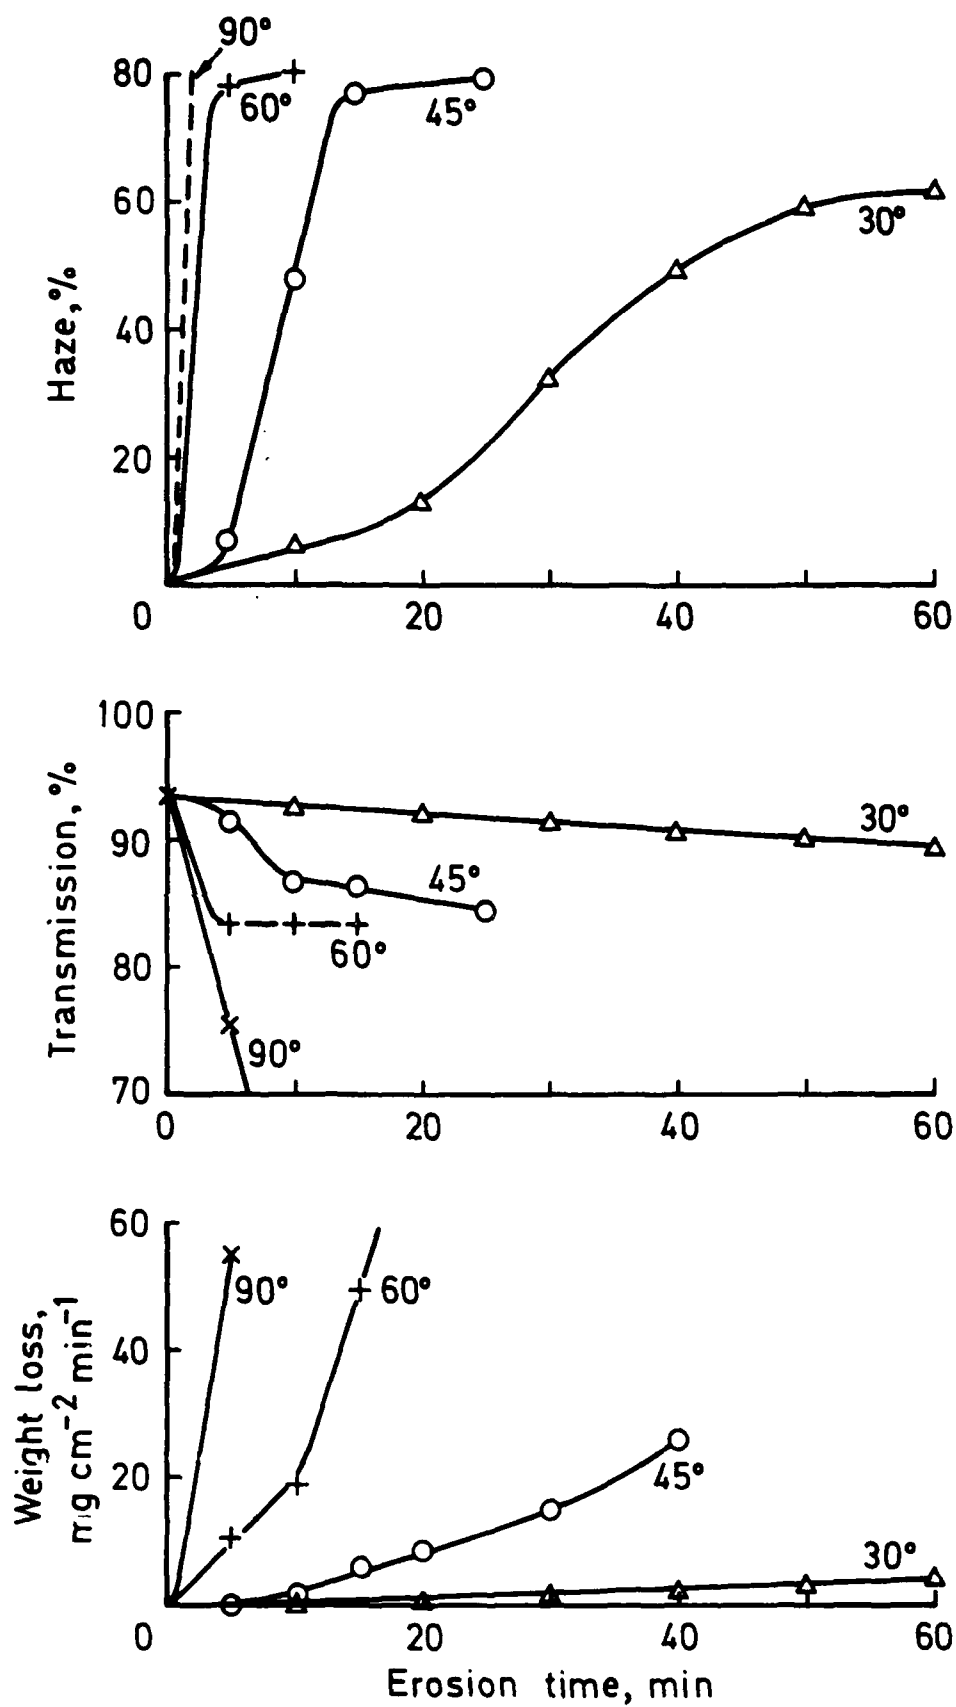 90°
80
60°
45°
60
30°
Haze, %
40
20
0 20 40 60
100
Transmission, %
30°
90
45°
60°
80
90°
70
0 20 40 60
60
90°
60°
Weight loss,
mg cm⁻² min⁻¹
40
45°
20
30°
0 20 40 60
Erosion time, min